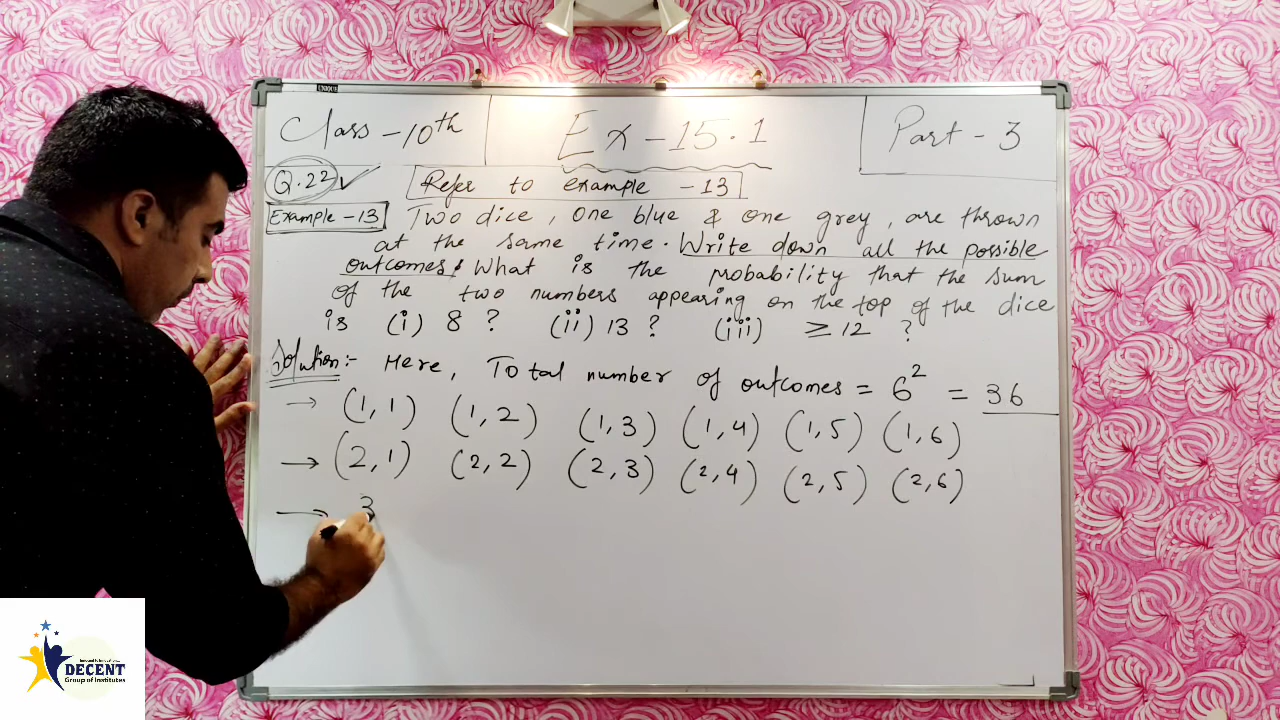 UNIQUE
Class - 10th
Ex - 15.1
Part - 3
Q.22
Refer to example - 13
Example - 13 Two dice, one blue & one grey, are thrown
at the same time. Write down all the possible
outcomes. What is the probability that the sum
of the two numbers appearing on the top of the dice
is (i) 8 ? (ii) 13 ? (iii) ≥ 12 ?
Solution:- Here, Total number of outcomes = 6² = 36
→ (1, 1) (1, 2) (1, 3) (1, 4) (1, 5) (1, 6)
→ (2, 1) (2, 2) (2, 3) (2, 4) (2, 5) (2, 6)
→ 3
DECENT
Group of Institutes